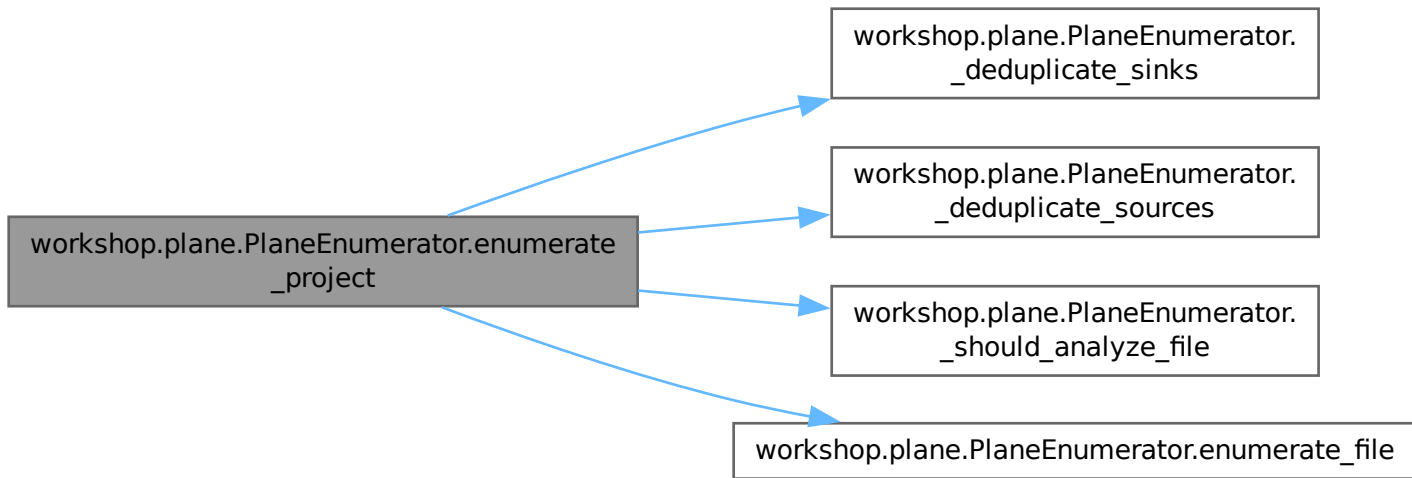 workshop.plane.PlaneEnumerator.
_deduplicate_sinks
workshop.plane.PlaneEnumerator.
_deduplicate_sources
workshop.plane.PlaneEnumerator.enumerate
_project
workshop.plane.PlaneEnumerator.
_should_analyze_file
workshop.plane.PlaneEnumerator.enumerate_file